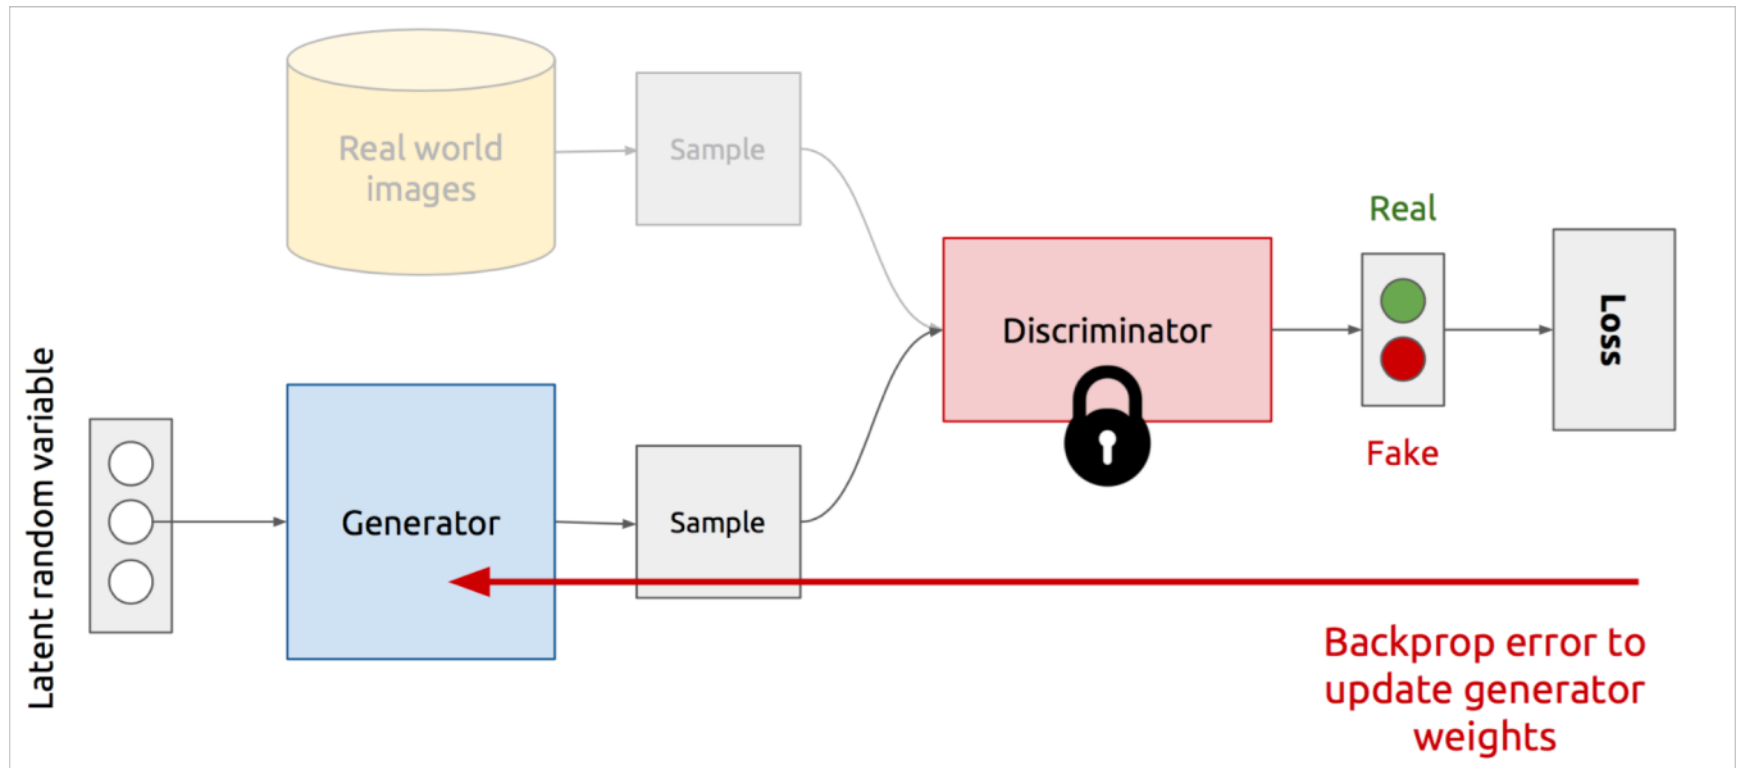 Real world
images
Sample
Latent random variable
Generator
Sample
Discriminator
Real
Fake
Loss
Backprop error to
update generator
weights